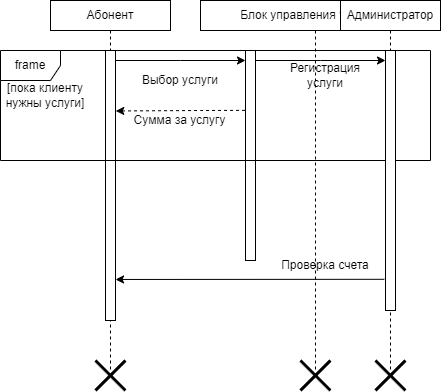 Абонент
Блок управления
Администратор
frame
[пока клиенту
нужны услуги]
Выбор услуги
Регистрация
услуги
Сумма за услугу
Проверка счета